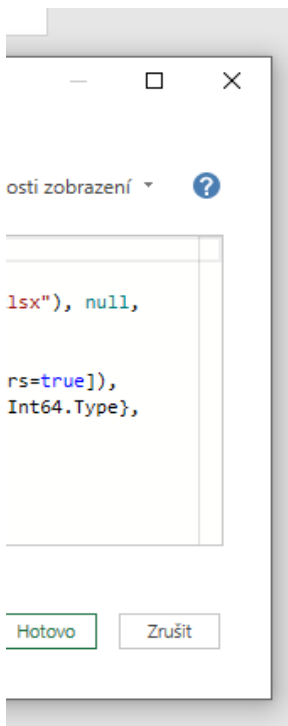 osti zobrazení
?
lsx"), null,
rs=true]),
Int64.Type},
Hotovo
Zrušit